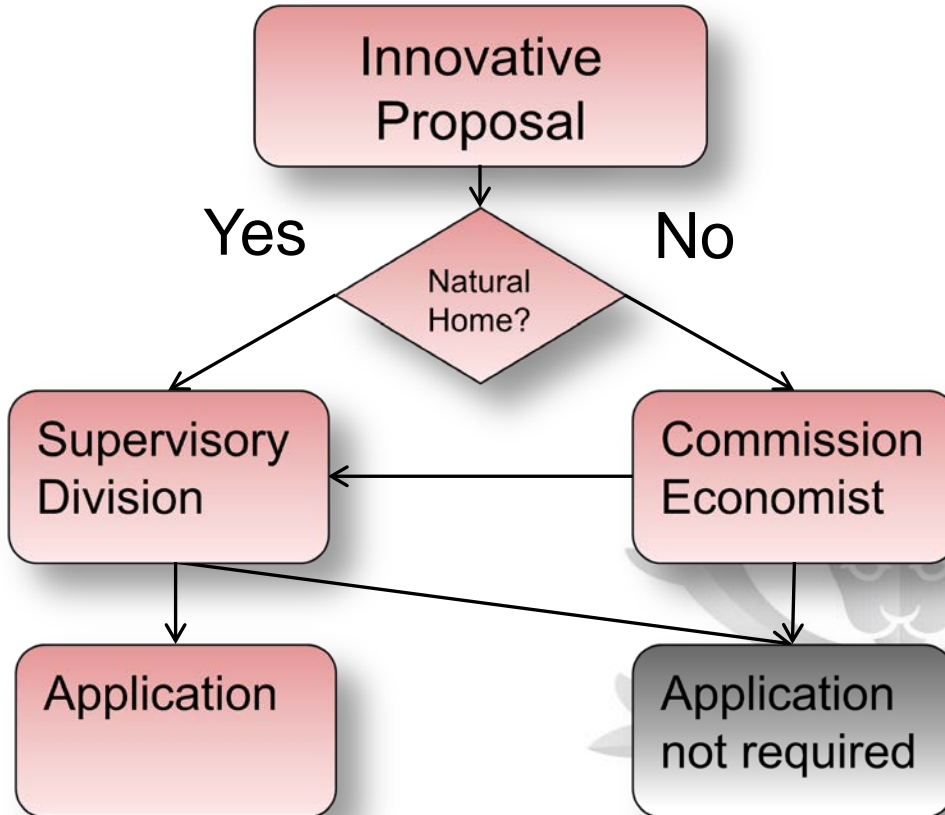 Innovative
Proposal
Yes
No
Natural
Home?
Supervisory
Division
Commission
Economist
Application
Application
not required